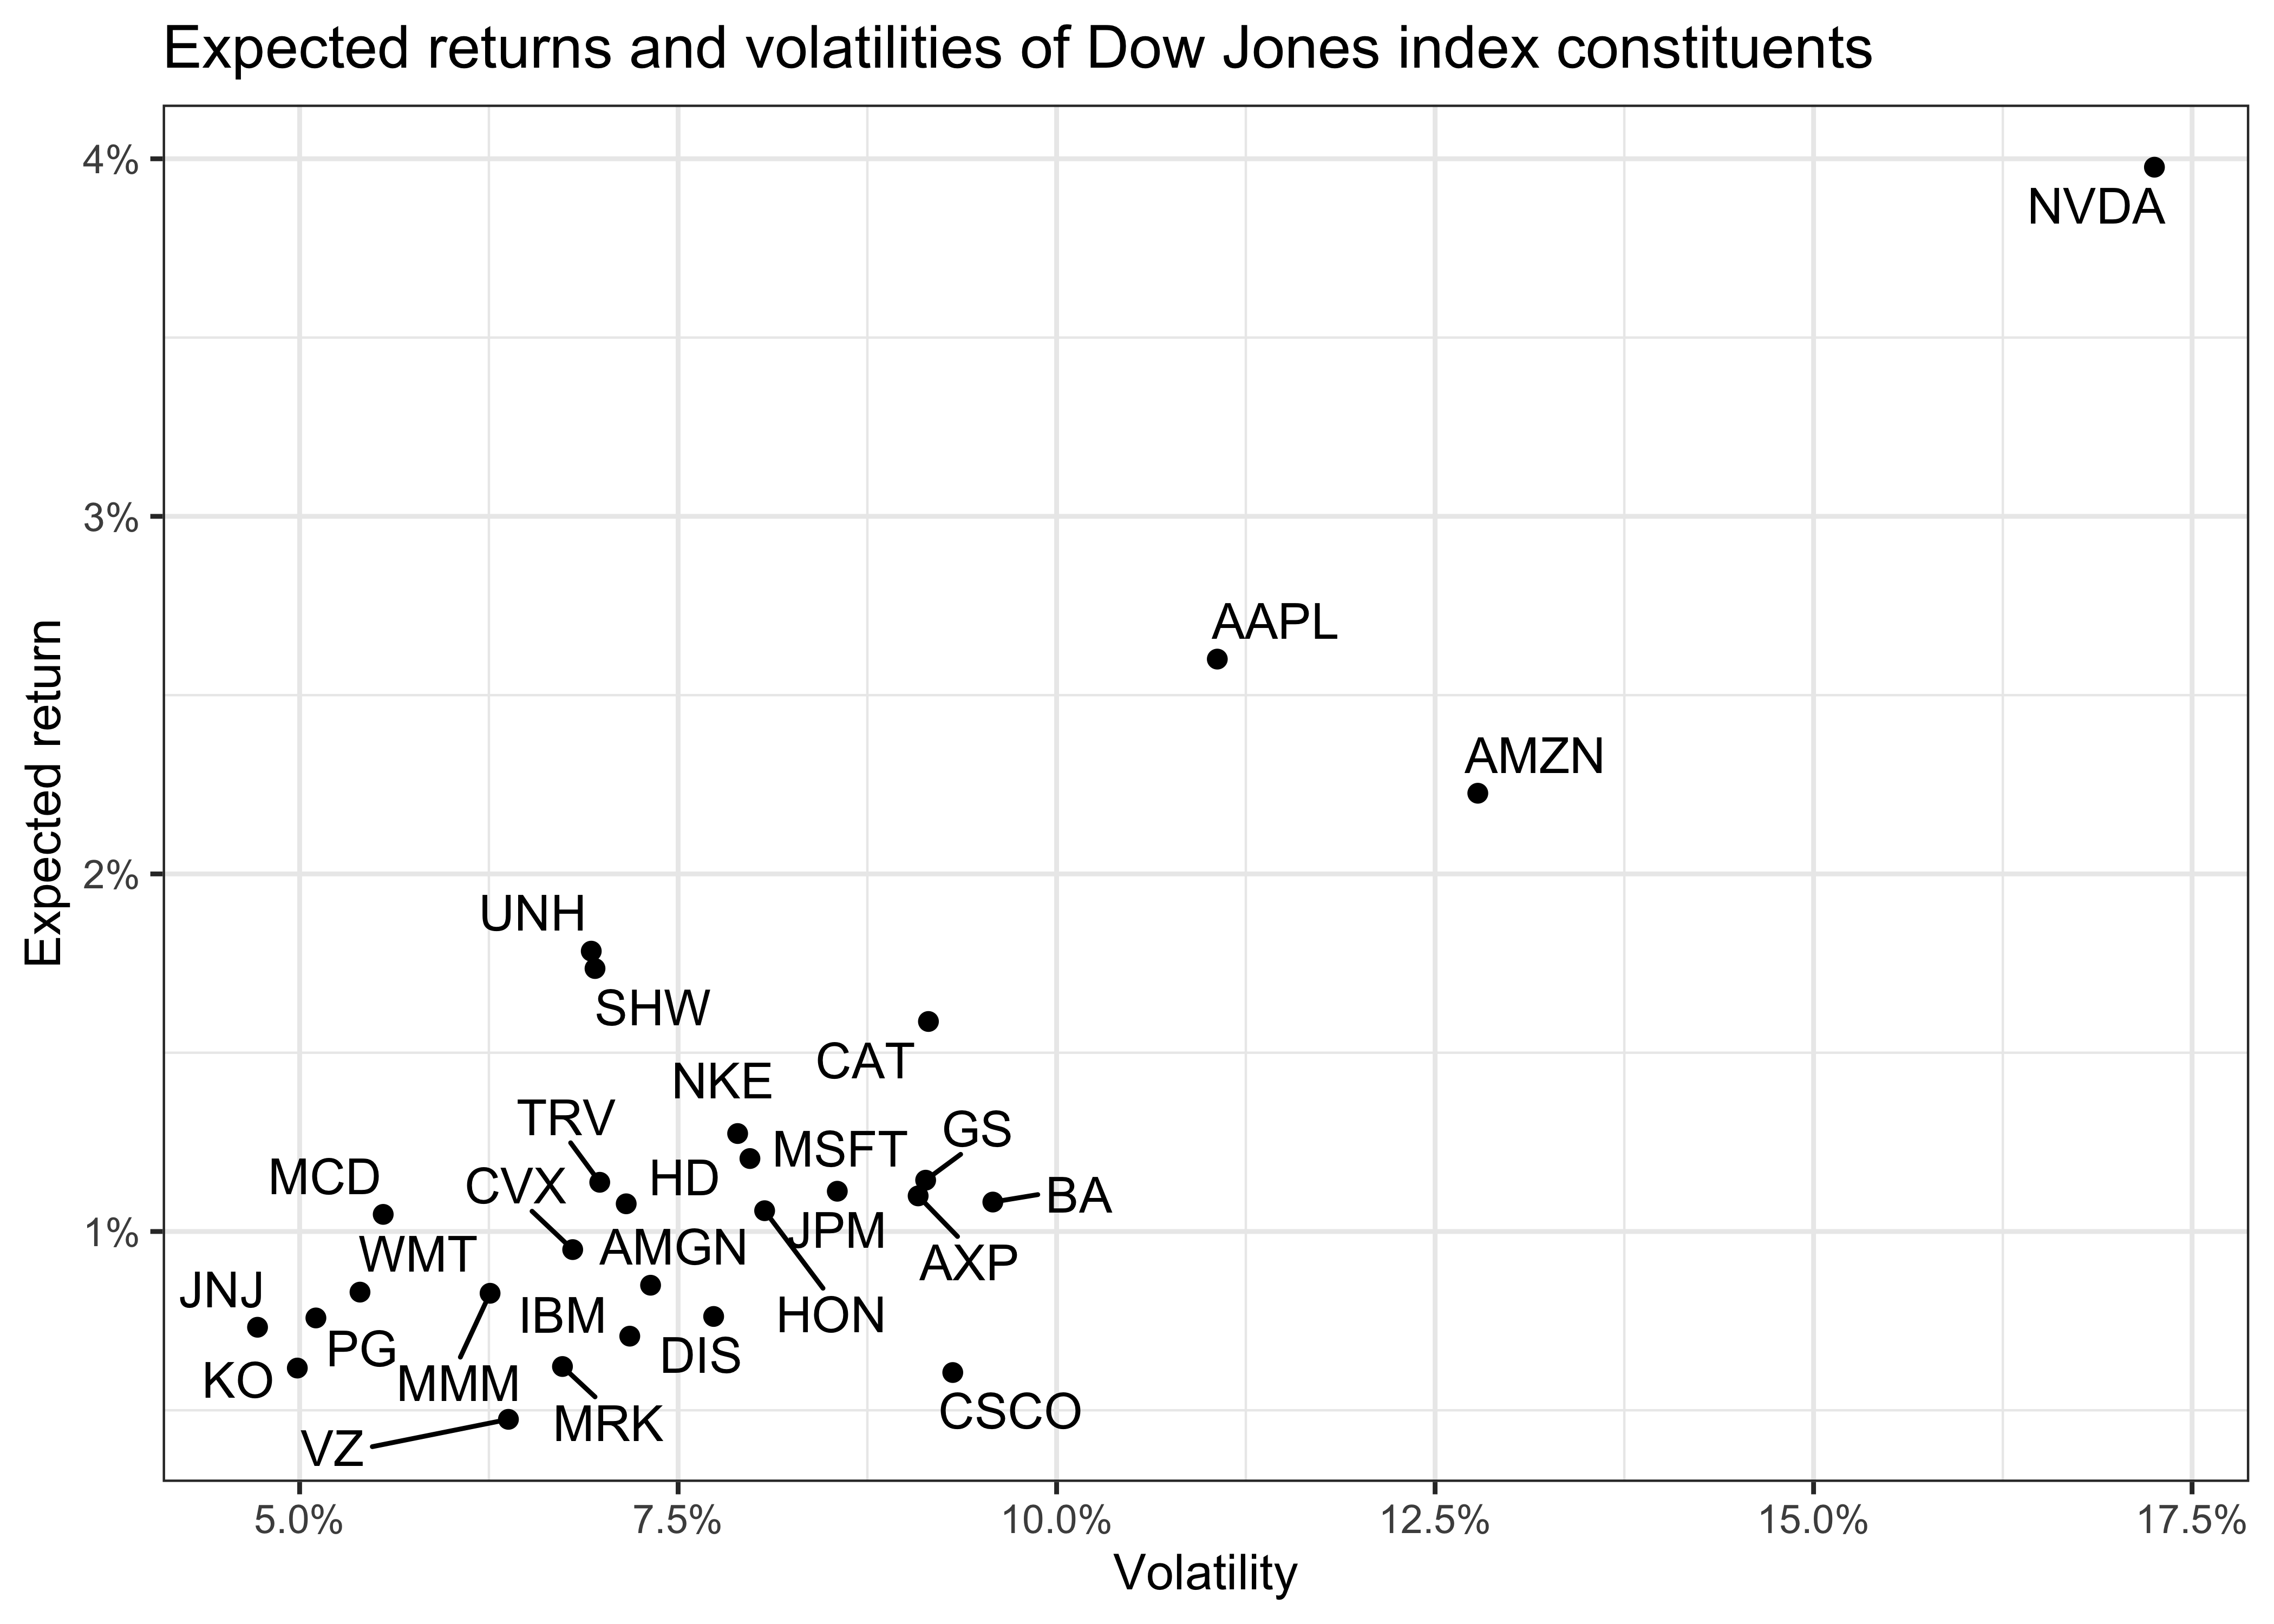 Expected returns and volatilities of Dow Jones index constituents
4%
NVDA
3%
AAPL
AMZN
Expected return
2%
UNH
SHW
CAT
NKE
TRV
GS
MSFT
MCD
CVX
HD
BA
1%
JPM
WMT
AMGN
AXP
JNJ
IBM
HON
PG
DIS
KO
MMM
CSCO
MRK
VZ
5.0% 7.5% 10.0% 12.5% 15.0% 17.5%
Volatility